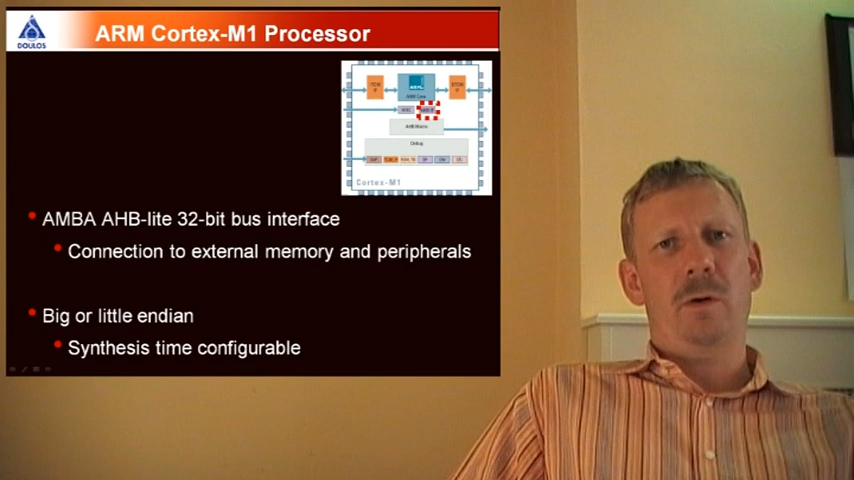 ARM Cortex-M1 Processor
DOULOS
Debug
Cortex-M1
AMBA AHB-lite 32-bit bus interface
Connection to external memory and peripherals
Big or little endian
Synthesis time configurable